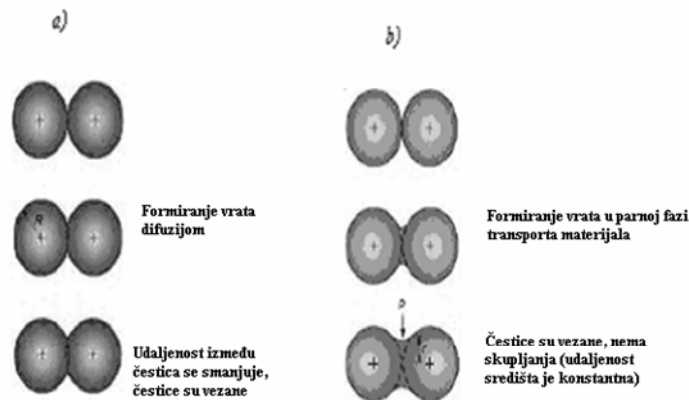 a)
b)
Formiranje vrata
difuzijom
Formiranje vrata u parnoj fazi
transporta materijala
Udaljenost između
čestica se smanjuje,
čestice su vezane
Čestice su vezane, nema
skupljanja (udaljenost
središta je konstantna)